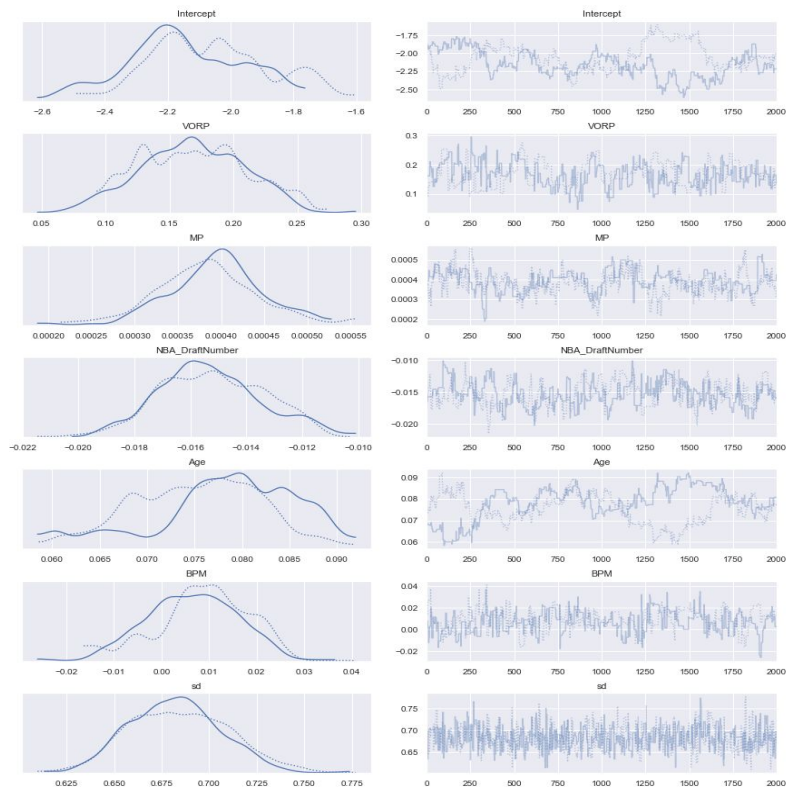 Intercept Intercept
−1.75
−2.00
−2.25
−2.50
−2.6 −2.4 −2.2 −2.0 −1.8 −1.6 0 250 500 750 1000 1250 1500 1750 2000
VORP VORP
0.3
0.2
0.1
0.05 0.10 0.15 0.20 0.25 0.30 0 250 500 750 1000 1250 1500 1750 2000
MP MP
0.0005
0.0004
0.0003
0.0002
0.00020 0.00025 0.00030 0.00035 0.00040 0.00045 0.00050 0.00055 0 250 500 750 1000 1250 1500 1750 2000
NBA_DraftNumber NBA_DraftNumber
−0.010
−0.015
−0.020
−0.022 −0.020 −0.018 −0.016 −0.014 −0.012 −0.010 0 250 500 750 1000 1250 1500 1750 2000
Age Age
0.09
0.08
0.07
0.06
0.060 0.065 0.070 0.075 0.080 0.085 0.090 0 250 500 750 1000 1250 1500 1750 2000
BPM BPM
0.04
0.02
0.00
−0.02
−0.02 −0.01 0.00 0.01 0.02 0.03 0.04 0 250 500 750 1000 1250 1500 1750 2000
sd sd
0.75
0.70
0.65
0.625 0.650 0.675 0.700 0.725 0.750 0.775 0 250 500 750 1000 1250 1500 1750 2000